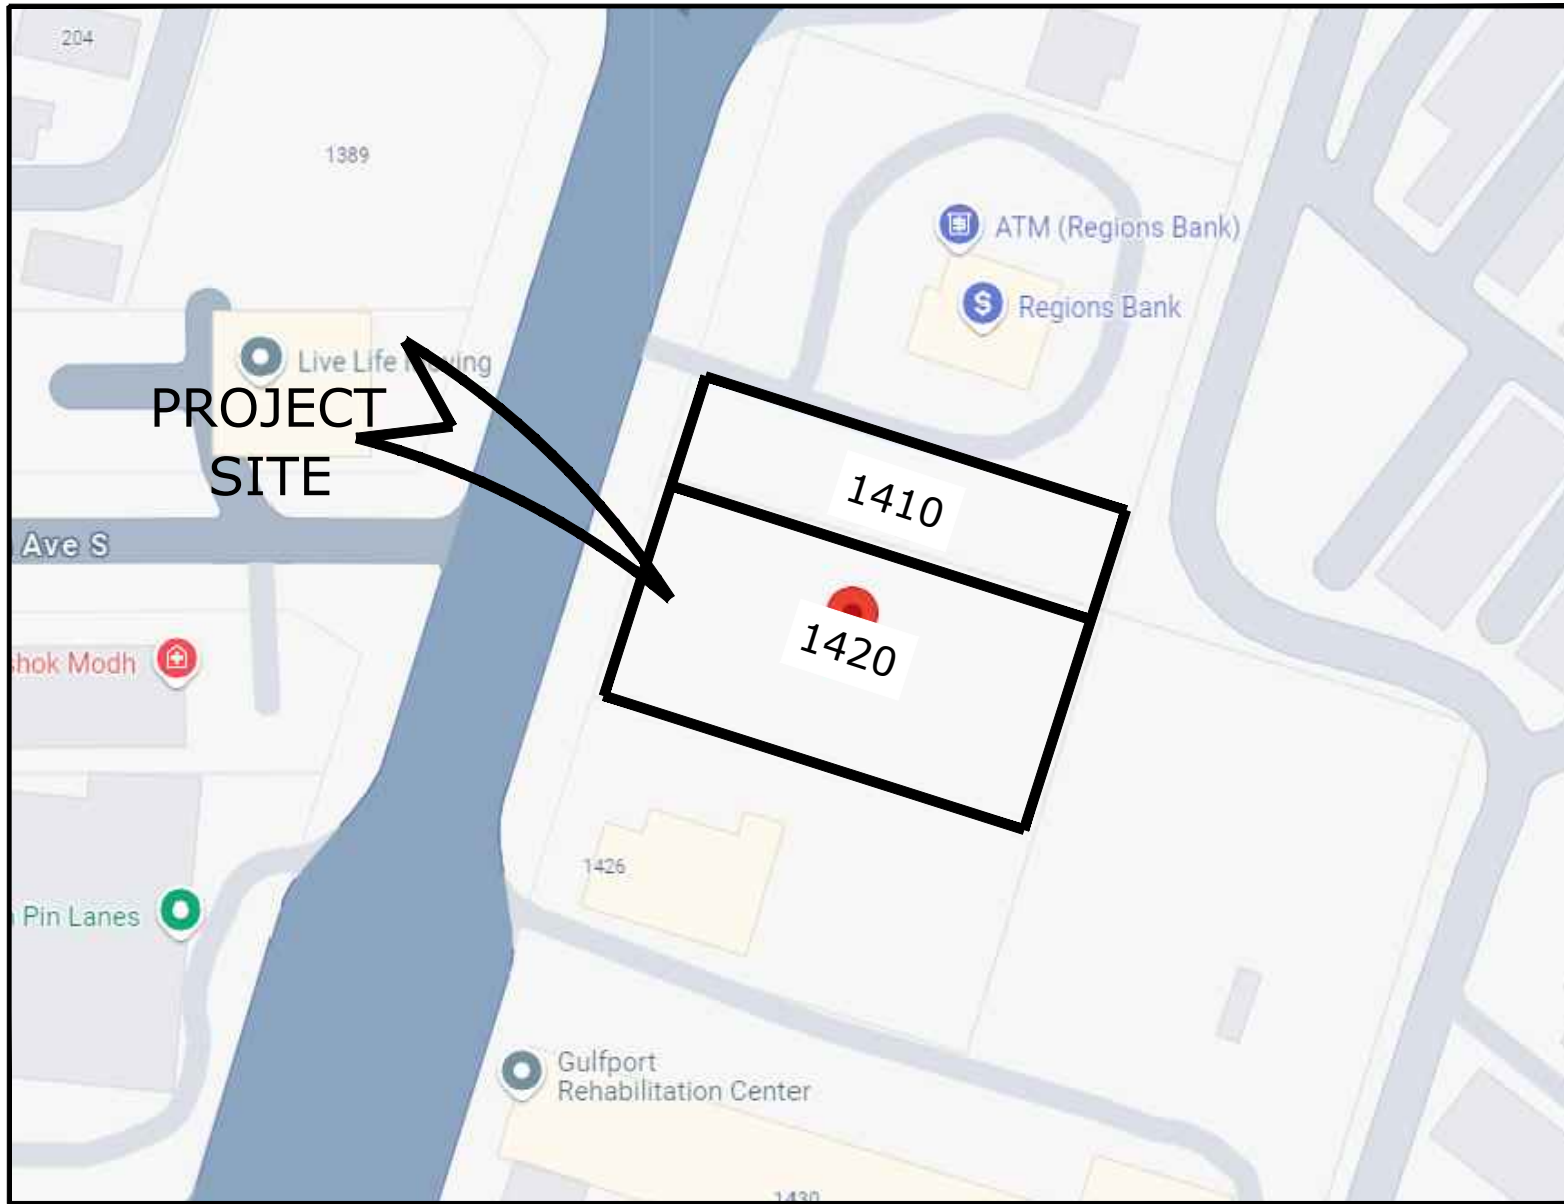 204
1389
ATM (Regions Bank)
Regions Bank
Live Life
PROJECT
SITE
1410
Ave S
1420
hok Modh
1426
Pin Lanes
Gulfport
Rehabilitation Center
1430